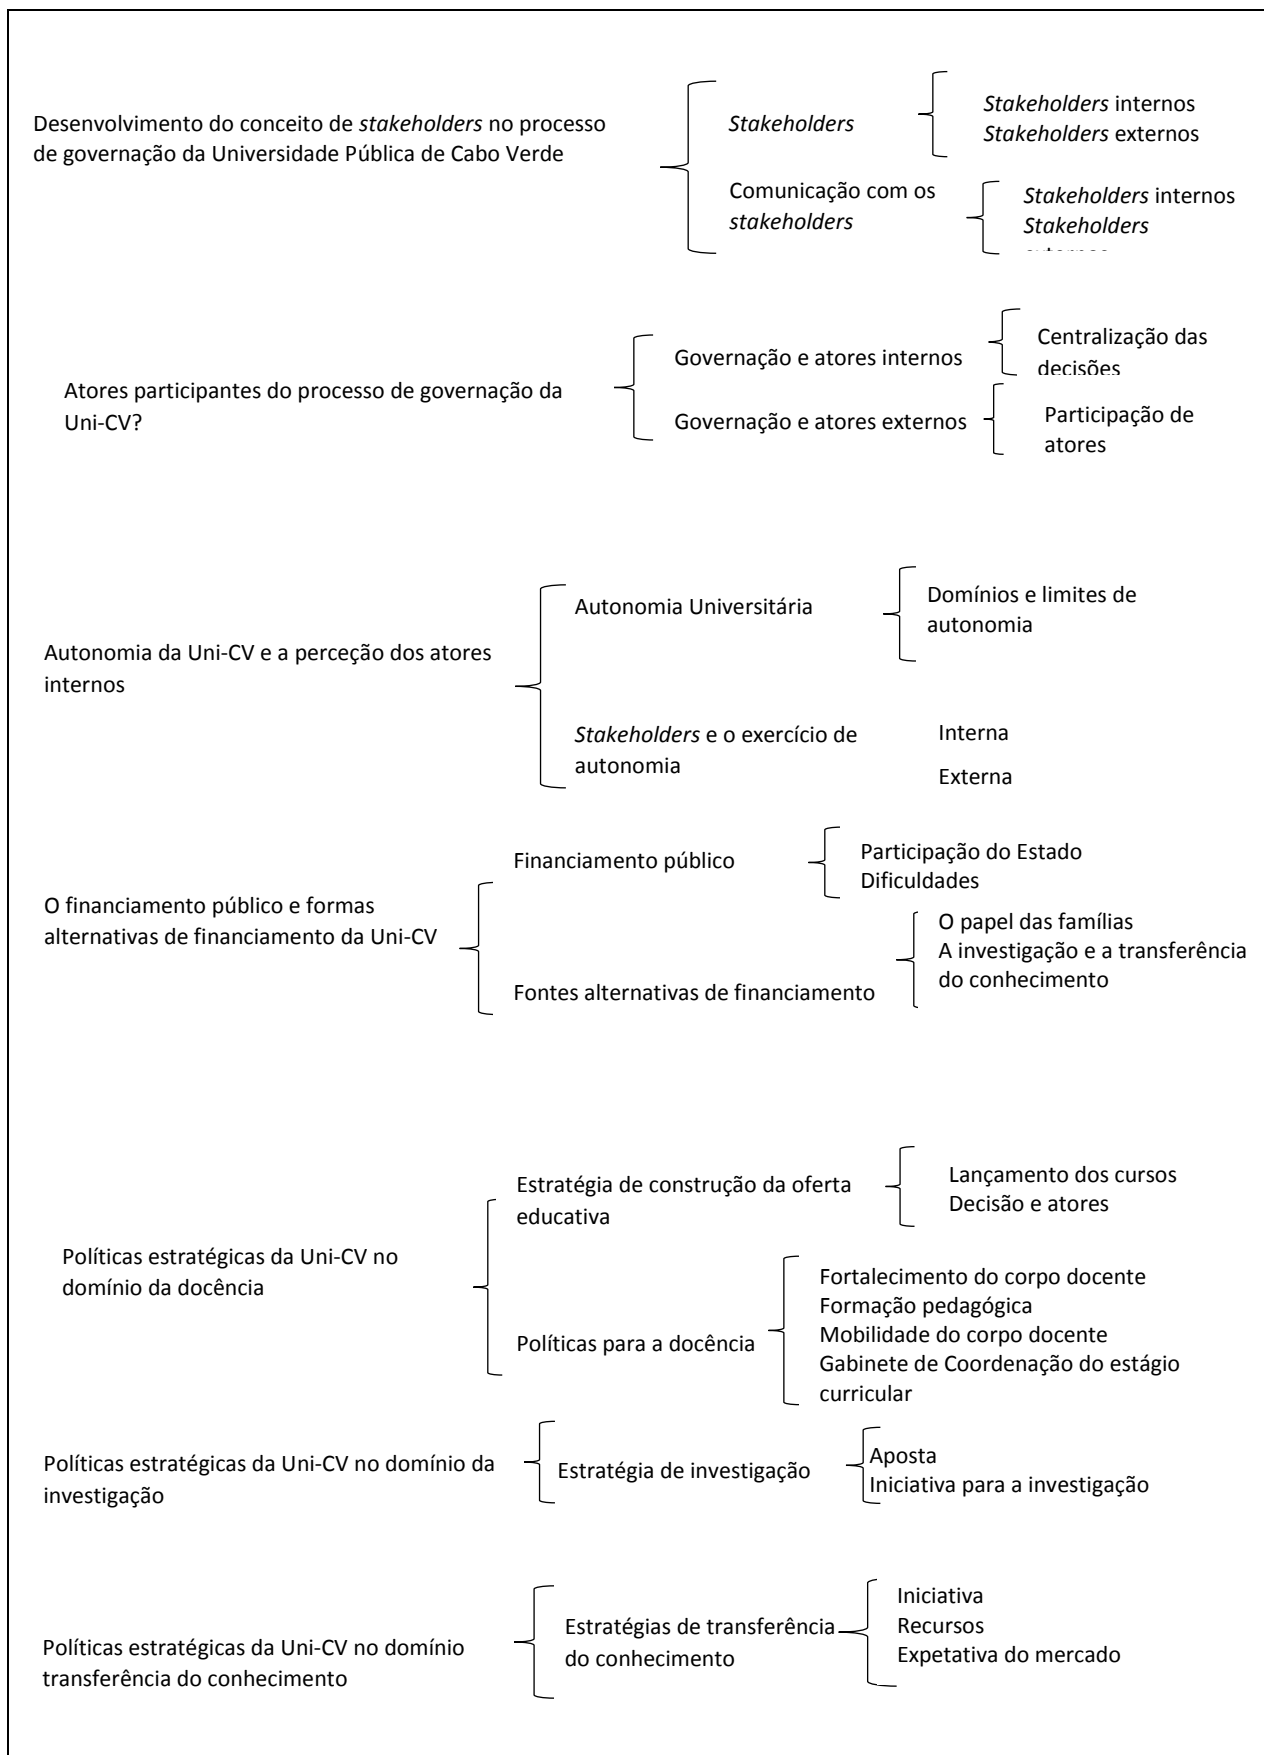 Desenvolvimento do conceito de stakeholders no processo
de governação da Universidade Pública de Cabo Verde
Stakeholders
Stakeholders internos
Stakeholders externos
Comunicação com os
stakeholders
Stakeholders internos
Stakeholders
Atores participantes do processo de governação da
Uni-CV?
Governação e atores internos
Centralização das
decisões
Governação e atores externos
Participação de
atores
Autonomia da Uni-CV e a perceção dos atores
internos
Autonomia Universitária
Domínios e limites de
autonomia
Stakeholders e o exercício de
autonomia
Interna
Externa
O financiamento público e formas
alternativas de financiamento da Uni-CV
Financiamento público
Participação do Estado
Dificuldades
Fontes alternativas de financiamento
O papel das famílias
A investigação e a transferência
do conhecimento
Políticas estratégicas da Uni-CV no
domínio da docência
Estratégia de construção da oferta
educativa
Lançamento dos cursos
Decisão e atores
Políticas para a docência
Fortalecimento do corpo docente
Formação pedagógica
Mobilidade do corpo docente
Gabinete de Coordenação do estágio
curricular
Políticas estratégicas da Uni-CV no domínio da
investigação
Estratégia de investigação
Aposta
Iniciativa para a investigação
Políticas estratégicas da Uni-CV no domínio
transferência do conhecimento
Estratégias de transferência
do conhecimento
Iniciativa
Recursos
Expetativa do mercado